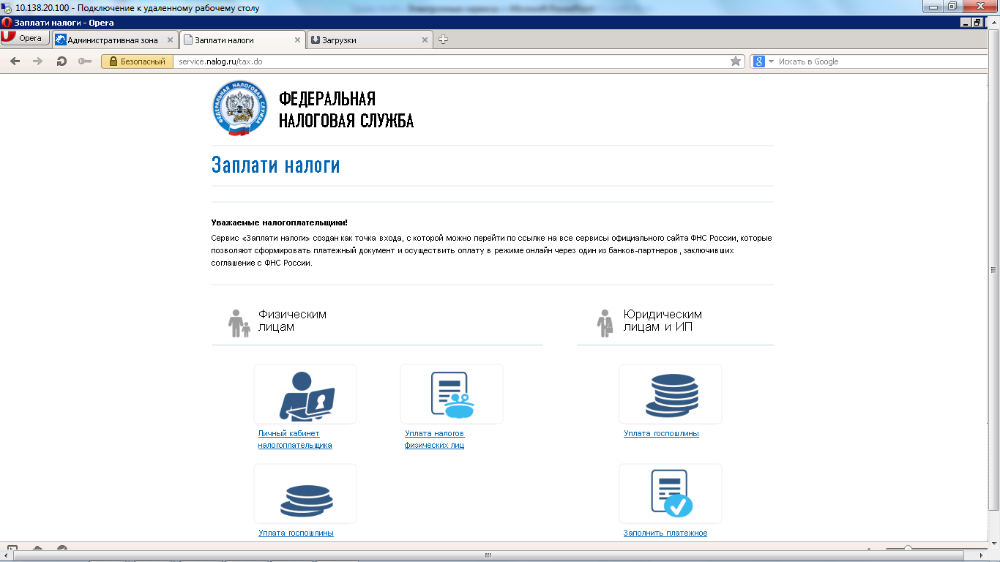 10.138.20.100 - Подключение к удаленному рабочему столу
Заплати налоги - Opera
Opera
Административная зона
Заплати налоги
Загрузки
Безопасный
service.nalog.ru/tax.do
Искать в Google
ФЕДЕРАЛЬНАЯ НАЛОГОВАЯ СЛУЖБА
ФЕДЕРАЛЬНАЯ
НАЛОГОВАЯ СЛУЖБА
Заплати налоги
Уважаемые налогоплательщики!
Сервис «Заплати налоги» создан как точка входа, с которой можно перейти по ссылке на все сервисы официального сайта ФНС России, которые
позволяют сформировать платежный документ и осуществить оплату в режиме онлайн через один из банков-партнеров, заключивших
соглашение с ФНС России.
Физическим
лицам
Юридическим
лицам и ИП
Личный кабинет
налогоплательщика
Уплата налогов
физических лиц
Уплата госпошлины
Уплата госпошлины
Заполнить платежное